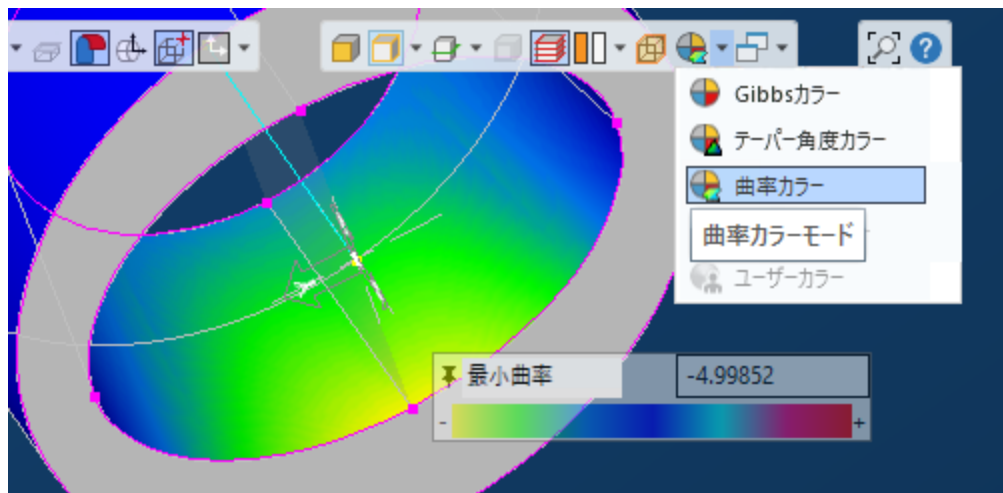 Gibbsカラー
テーパー角度カラー
曲率カラー
曲率カラーモード
ユーザーカラー
最小曲率 -4.99852
- +